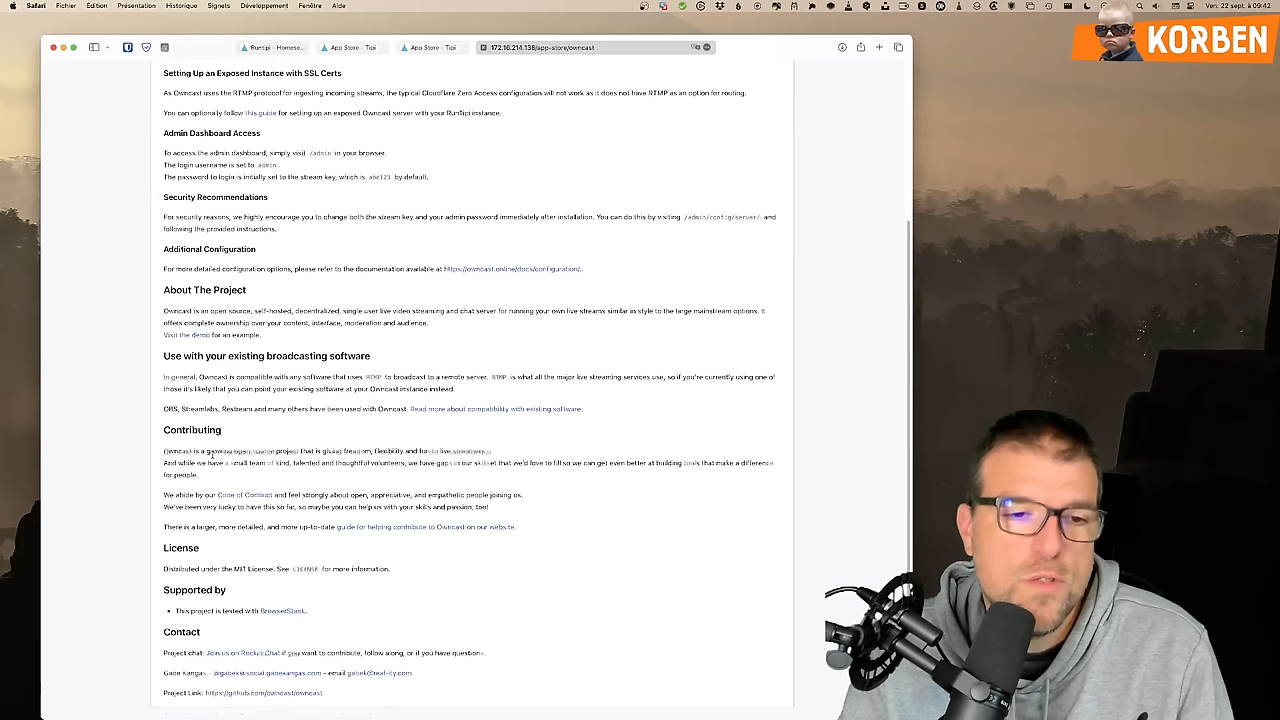 Safari Fichier Édition Présentation Historique Signets Développement Fenêtre Aide
Ven. 22 sept. à 09:42
KORBEN
Runtipi - Homese...
App Store - Tipi
App Store - Tipi
172.16.214.138/app-store/owncast
Setting Up an Exposed Instance with SSL Certs
As Owncast uses the RTMP protocol for ingesting incoming streams, the typical Cloudflare Zero Access configuration will not work as it does not have RTMP as an option for routing.
You can optionally follow this guide for setting up an exposed Owncast server with your RunTipi instance.
Admin Dashboard Access
To access the admin dashboard, simply visit /admin in your browser.
The login username is set to admin.
The password to login is initially set to the stream key, which is abc123 by default.
Security Recommendations
For security reasons, we highly encourage you to change both the stream key and your admin password immediately after installation. You can do this by visiting /admin/config/server/ and
following the provided instructions.
Additional Configuration
For more detailed configuration options, please refer to the documentation available at https://owncast.online/docs/configuration/.
About The Project
Owncast is an open source, self-hosted, decentralized, single user live video streaming and chat server for running your own live streams similar in style to the large mainstream options. It
offers complete ownership over your content, interface, moderation and audience.
Visit the demo for an example.
Use with your existing broadcasting software
In general, Owncast is compatible with any software that uses RTMP to broadcast to a remote server. RTMP is what all the major live streaming services use, so if you're currently using one of
those it's likely that you can point your existing software at your Owncast instance instead.
OBS, Streamlabs, Restream and many others have been used with Owncast. Read more about compatibility with existing software.
Contributing
Owncast is a growing open source project that is giving freedom, flexibility and fun to live streamers.
And while we have a small team of kind, talented and thoughtful volunteers, we have gaps in our skillset that we'd love to fill so we can get even better at building tools that make a difference
for people.
We abide by our Code of Conduct and feel strongly about open, appreciative, and empathetic people joining us.
We've been very lucky to have this so far, so maybe you can help us with your skills and passion, too!
There is a larger, more detailed, and more up-to-date guide for helping contribute to Owncast on our website.
License
Distributed under the MIT License. See LICENSE for more information.
Supported by
• This project is tested with BrowserStack.
Contact
Project chat: Join us on Rocket.Chat if you want to contribute, follow along, or if you have questions.
Gabe Kangas - @gabek@social.gabekangas.com - email gabek@real-ity.com
Project Link: https://github.com/owncast/owncast